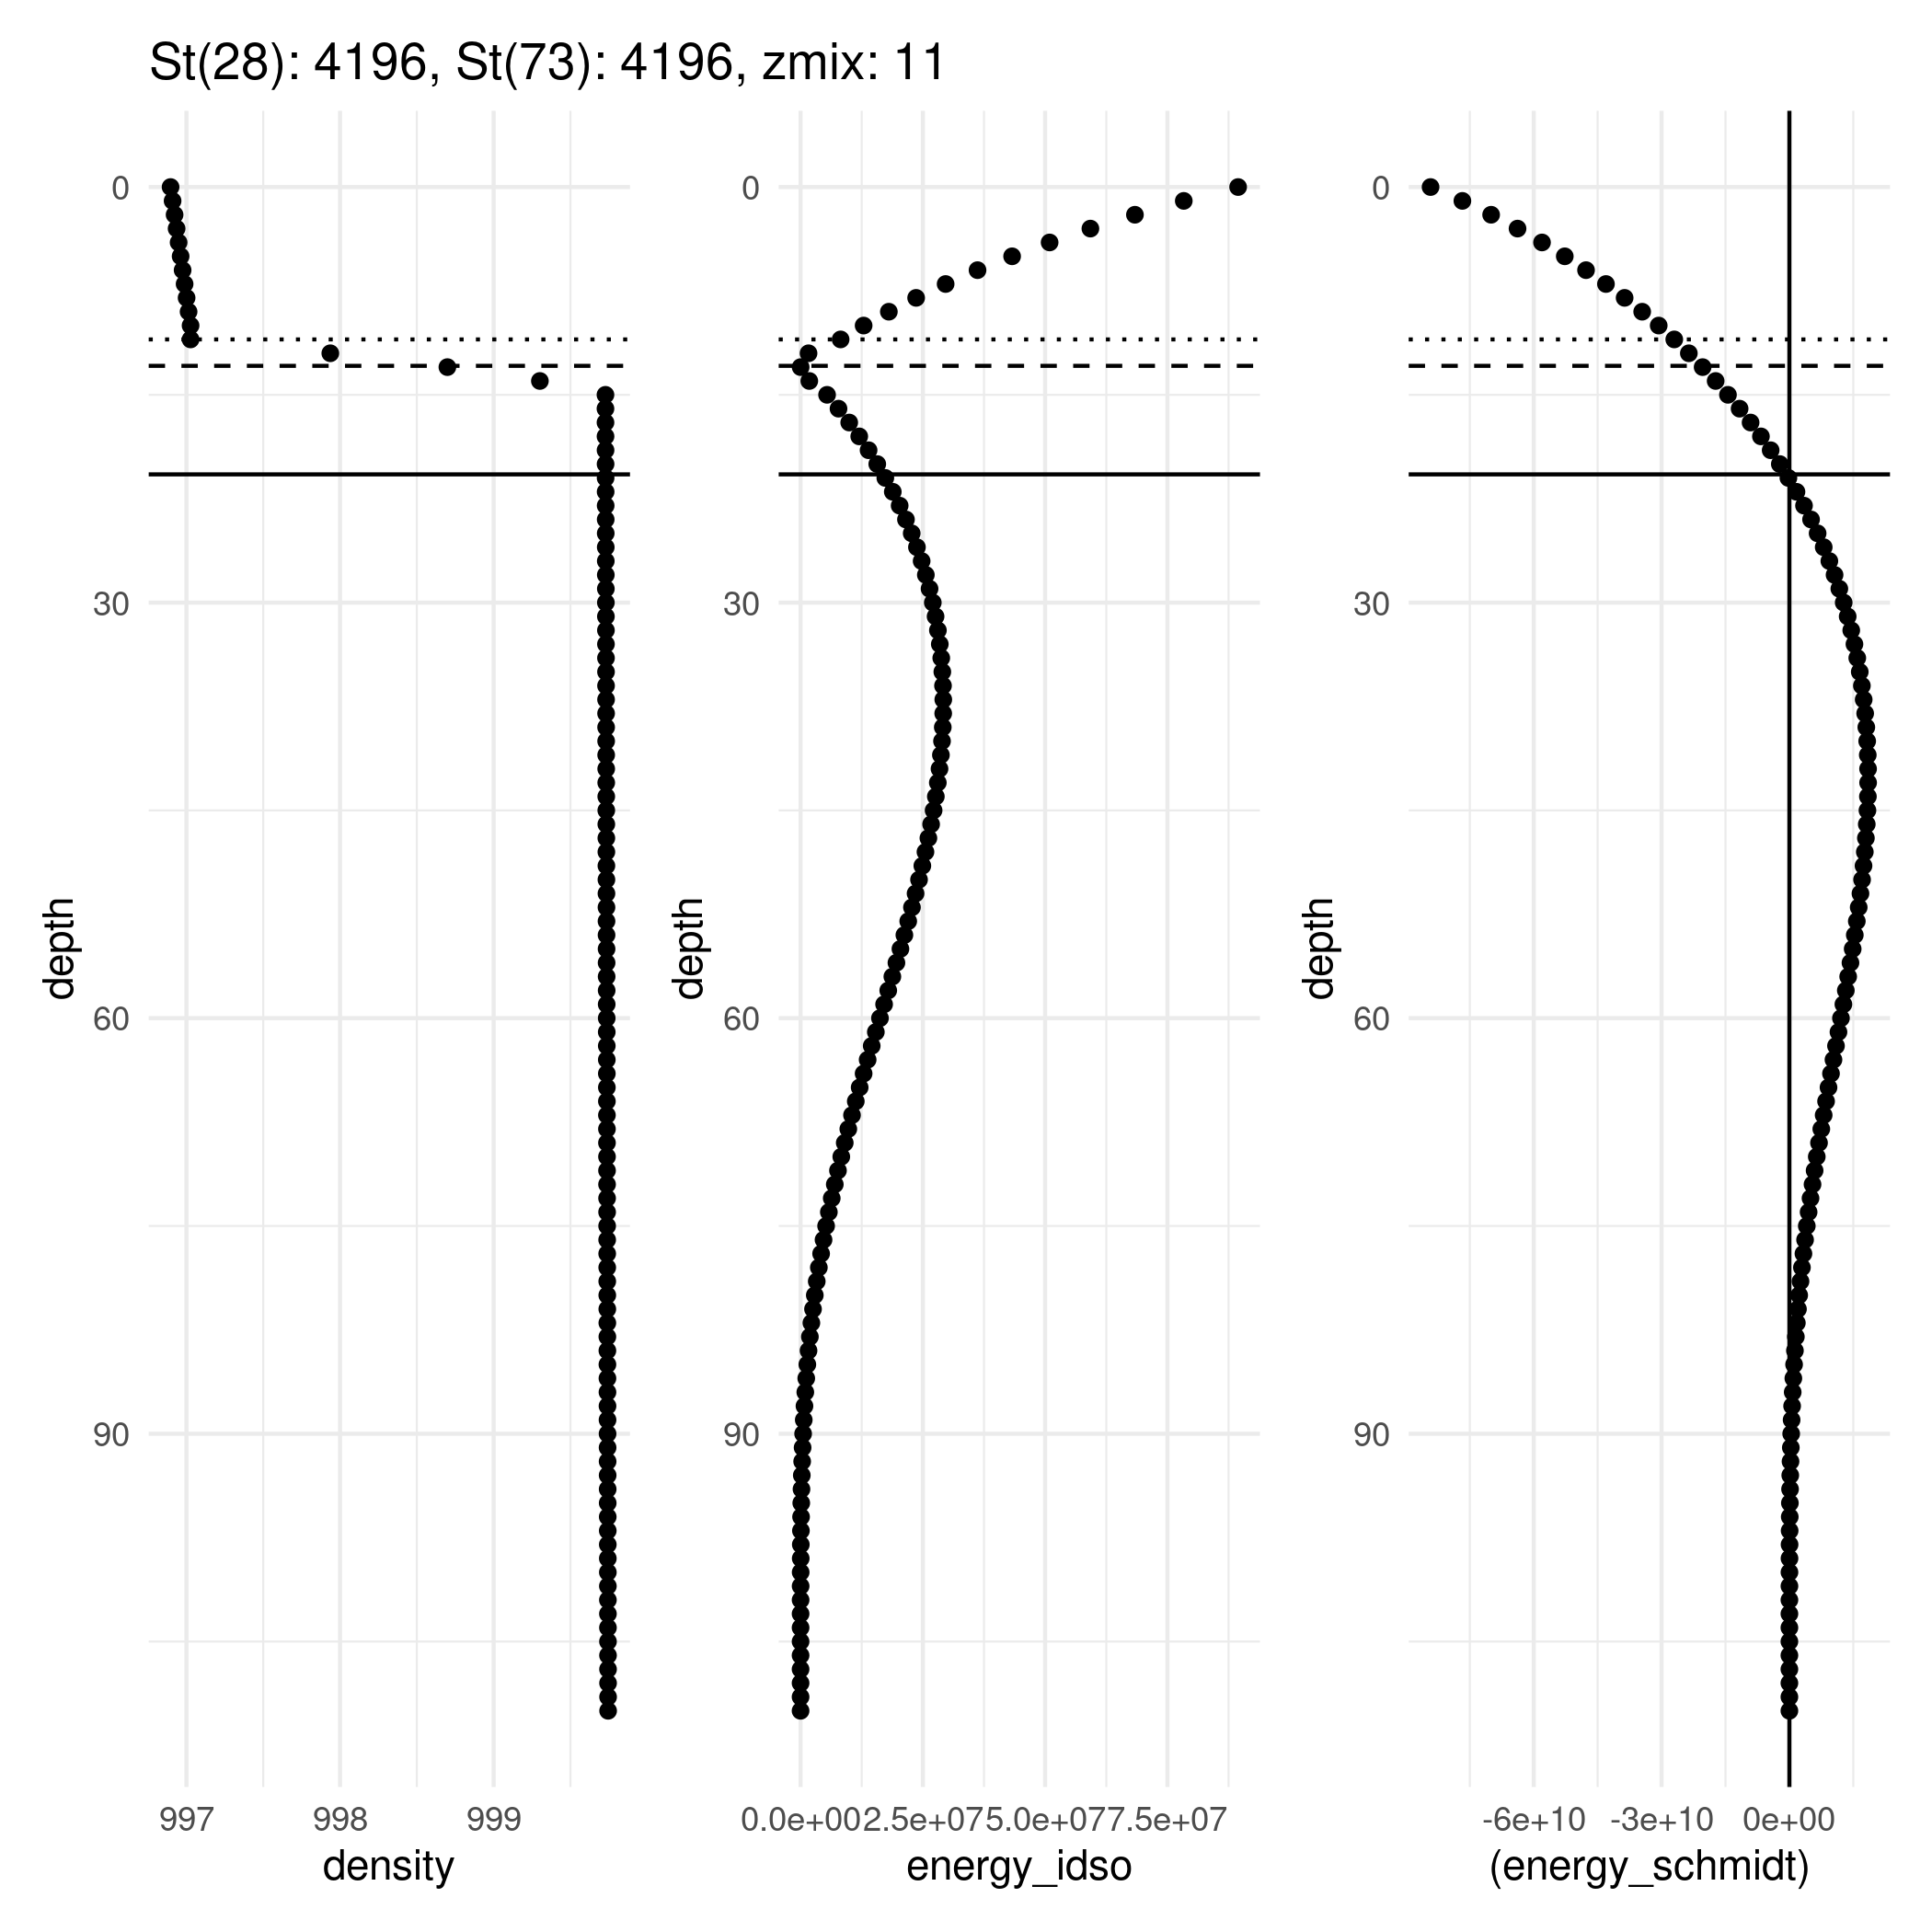 St(28): 4196, St(73): 4196, zmix: 11
0
30
60
90
depth
997 998 999
density
0
30
60
90
depth
0.0e+002.5e+075.0e+077.5e+07
energy_idso
0
30
60
90
depth
-6e+10 -3e+10 0e+00
(energy_schmidt)